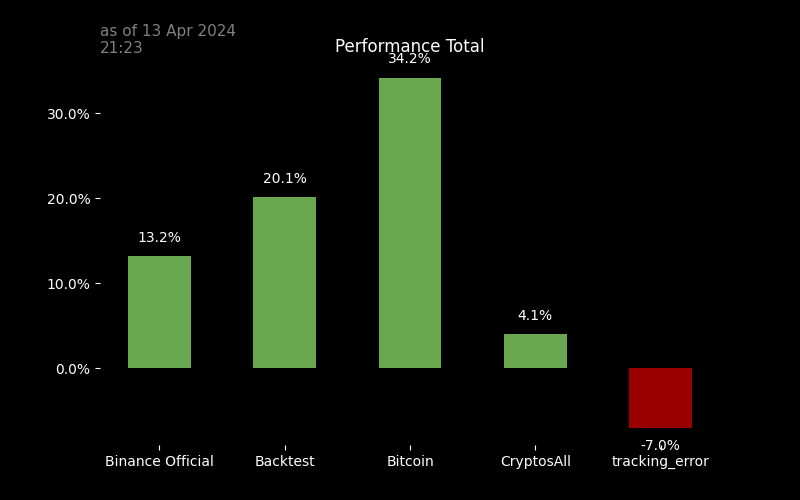 as of 13 Apr 2024
21:23
Performance Total
34.2%
30.0%
20.1%
20.0%
13.2%
10.0%
4.1%
0.0%
-7.0%
Binance Official
Backtest
Bitcoin
CryptosAll
tracking_error